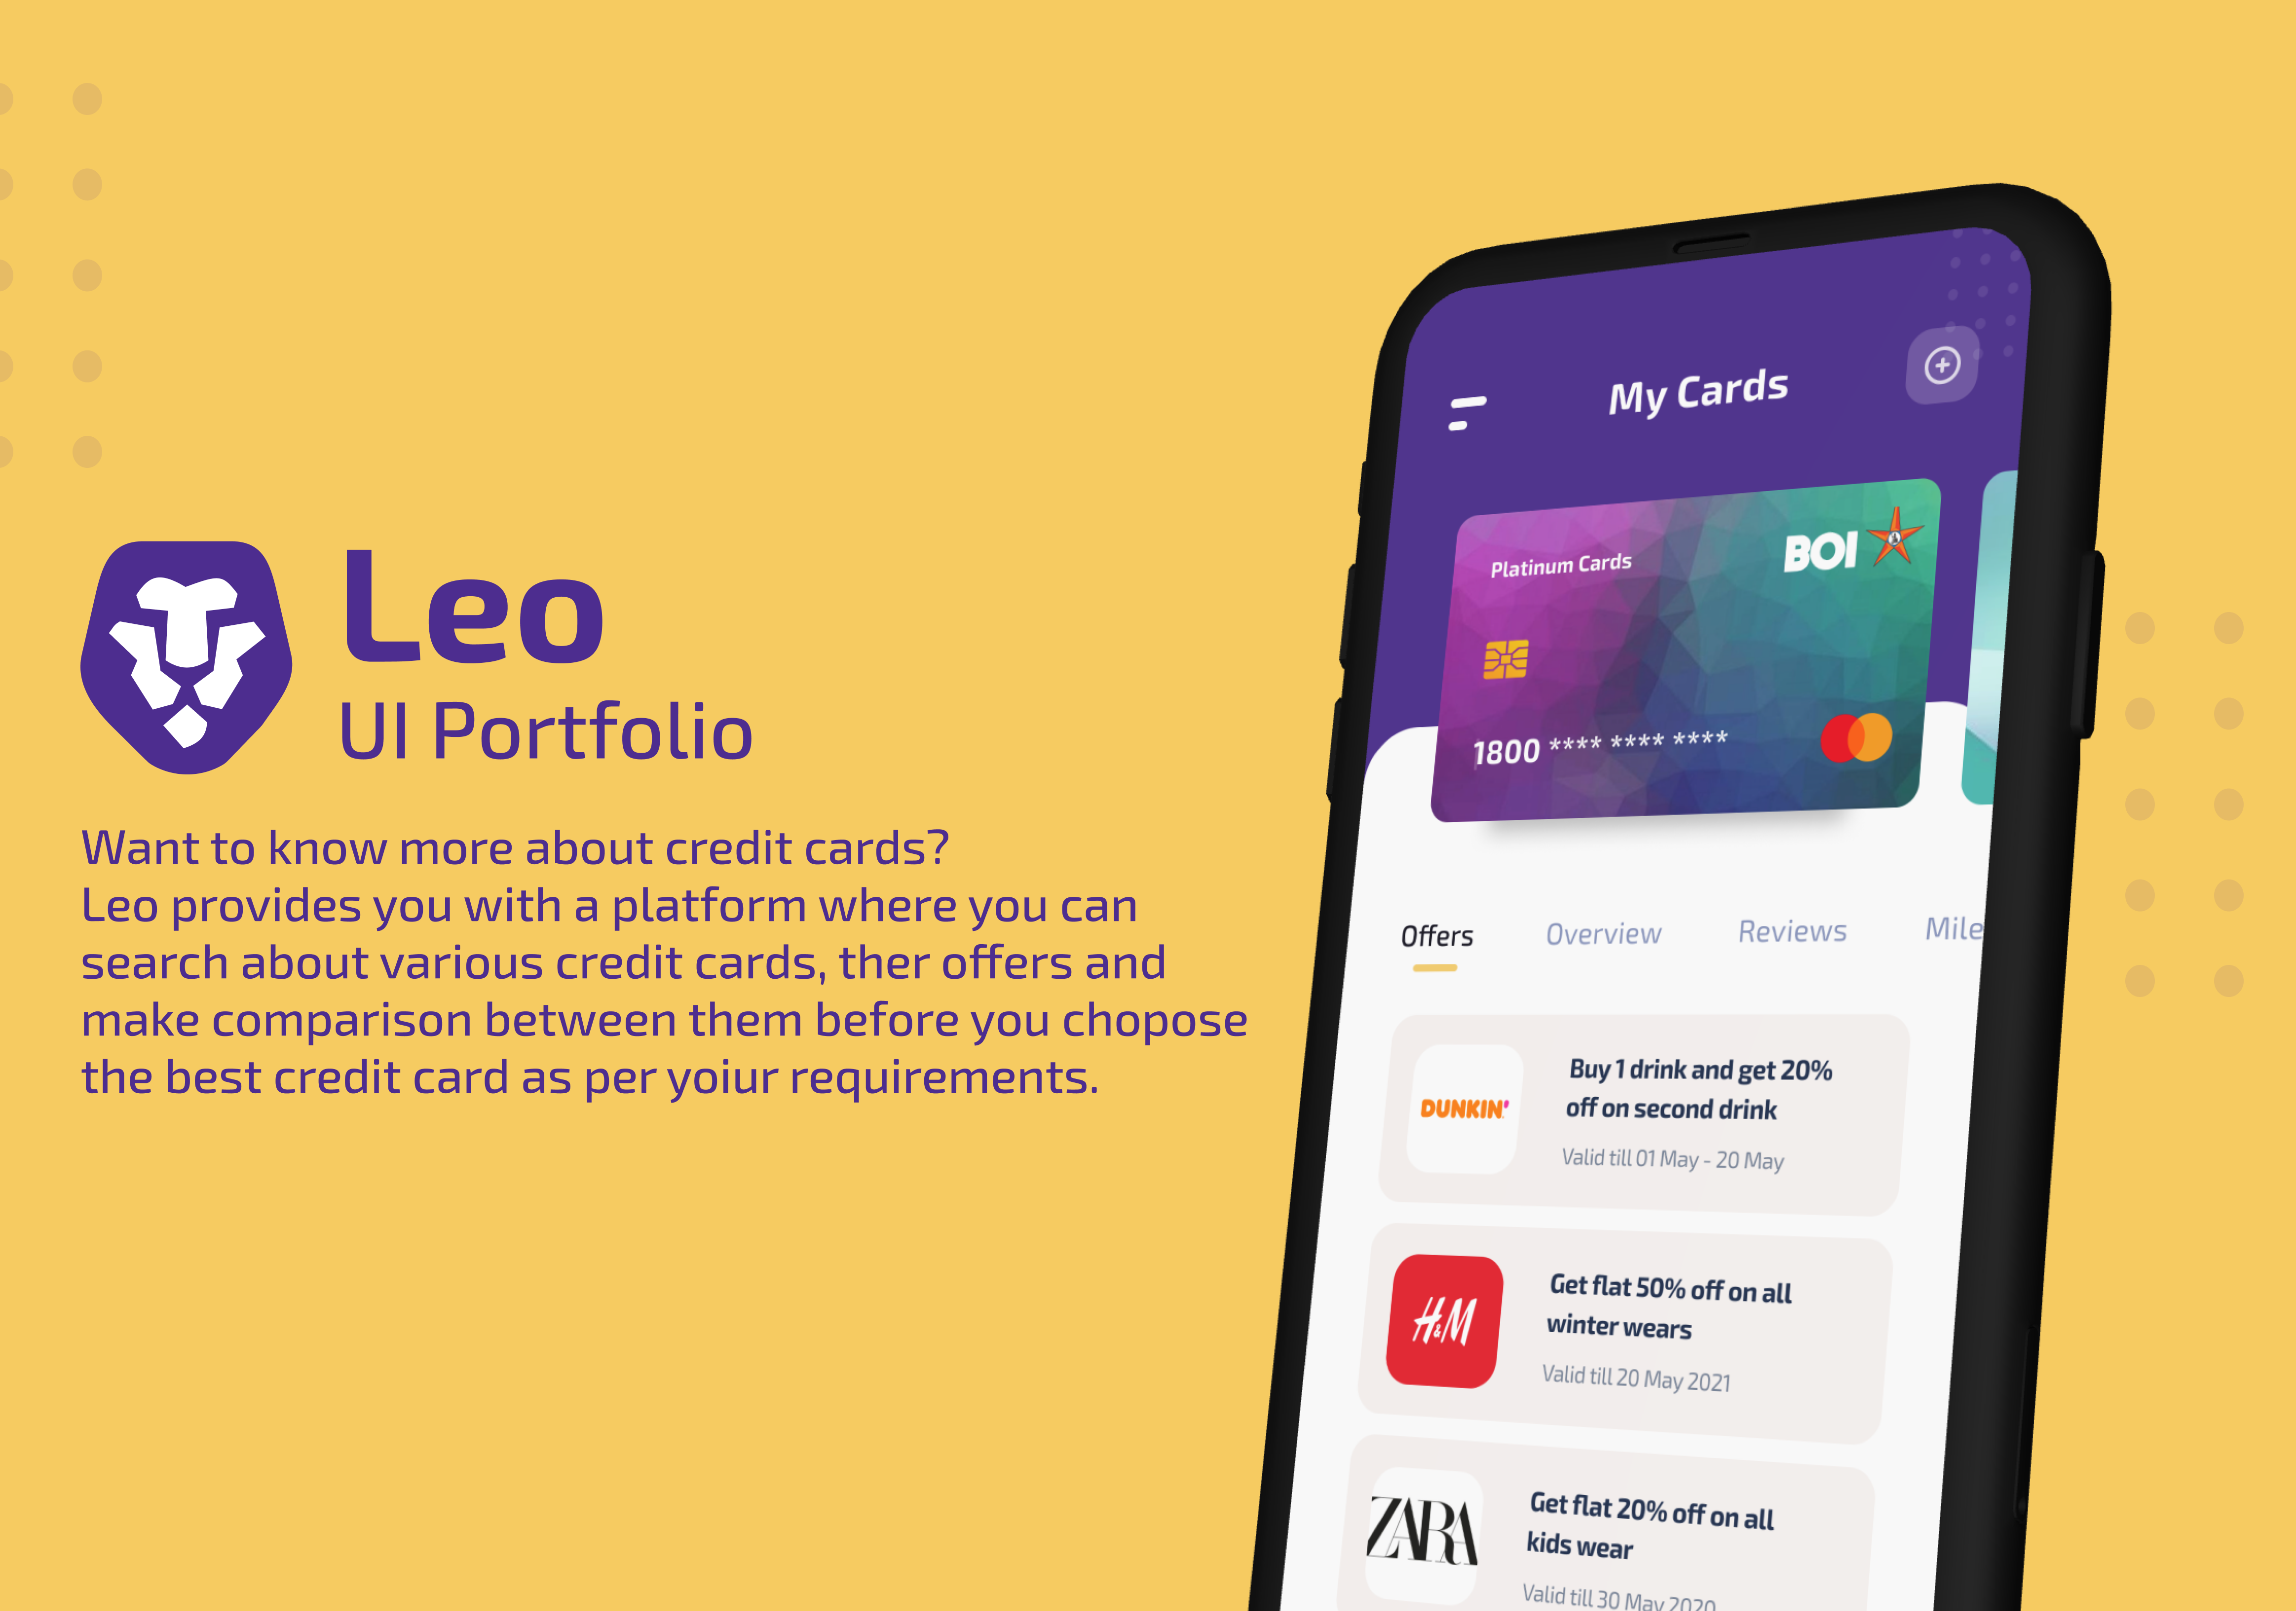 Leo
UI Portfolio
Want to know more about credit cards?
Leo provides you with a platform where you can
search about various credit cards, ther offers and
make comparison between them before you chopose
the best credit card as per yoiur requirements.
My Cards
Platinum Cards
BOI
1800 **** **** ****
Offers Overview Reviews Mile
DUNKIN'
Buy 1 drink and get 20%
off on second drink
Valid till 01 May - 20 May
H&M
Get flat 50% off on all
winter wears
Valid till 20 May 2021
ZARA
Get flat 20% off on all
kids wear
Valid till 30 May 2020